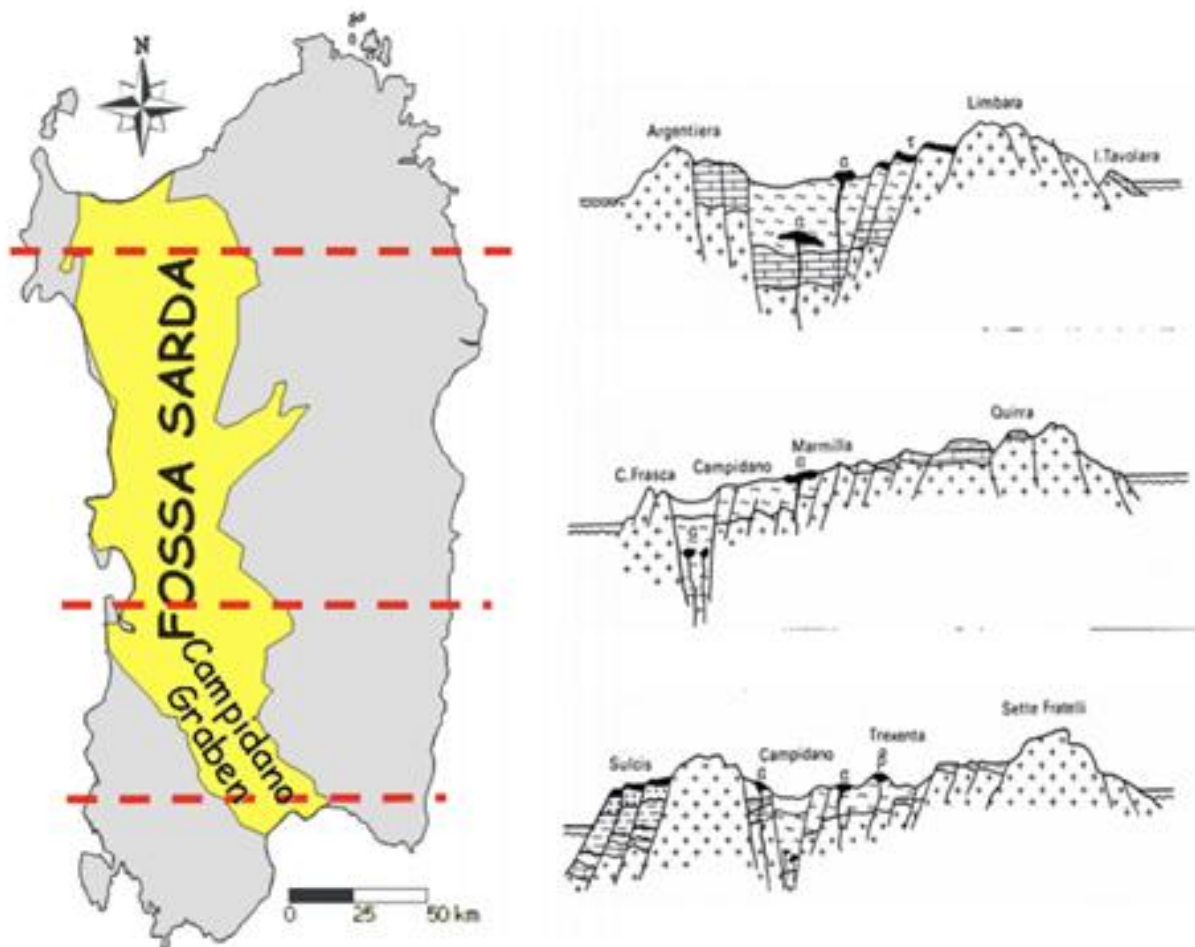 N
FOSSA SARDA
Campidano
Graben
0 25 50 km
Argentiera
Limbara
I.Tavolara
C.Frasca
Campidano
Marmilla
Quirra
Sulcis
Campidano
Trexenta
Sette Fratelli